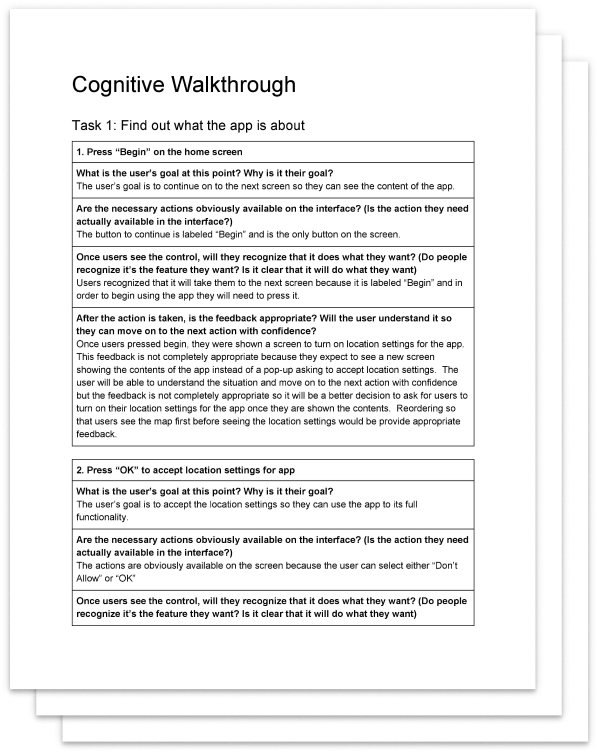 Cognitive Walkthrough
Task 1: Find out what the app is about
1. Press “Begin” on the home screen
What is the user’s goal at this point? Why is it their goal?
The user’s goal is to continue on to the next screen so they can see the content of the app.
Are the necessary actions obviously available on the interface? (Is the action they need
actually available in the interface?)
The button to continue is labeled “Begin” and is the only button on the screen.
Once users see the control, will they recognize that it does what they want? (Do people
recognize it’s the feature they want? Is it clear that it will do what they want)
Users recognized that it will take them to the next screen because it is labeled “Begin” and in
order to begin using the app they will need to press it.
After the action is taken, is the feedback appropriate? Will the user understand it so
they can move on to the next action with confidence?
Once users pressed begin, they were shown a screen to turn on location settings for the app.
This feedback is not completely appropriate because they expect to see a new screen
showing the contents of the app instead of a pop-up asking to accept location settings.  The
user will be able to understand the situation and move on to the next action with confidence
but the feedback is not completely appropriate so it will be a better decision to ask for users to
turn on their location settings for the app once they are shown the contents.  Reordering so
that users see the map first before seeing the location settings would be provide appropriate
feedback.
2. Press “OK” to accept location settings for app
What is the user’s goal at this point? Why is it their goal?
The user’s goal is to accept the location settings so they can use the app to its full
functionality.
Are the necessary actions obviously available on the interface? (Is the action they need
actually available in the interface?)
The actions are obviously available on the screen because the user can select either “Don’t
Allow” or “OK”
Once users see the control, will they recognize that it does what they want? (Do people
recognize it’s the feature they want? Is it clear that it will do what they want)